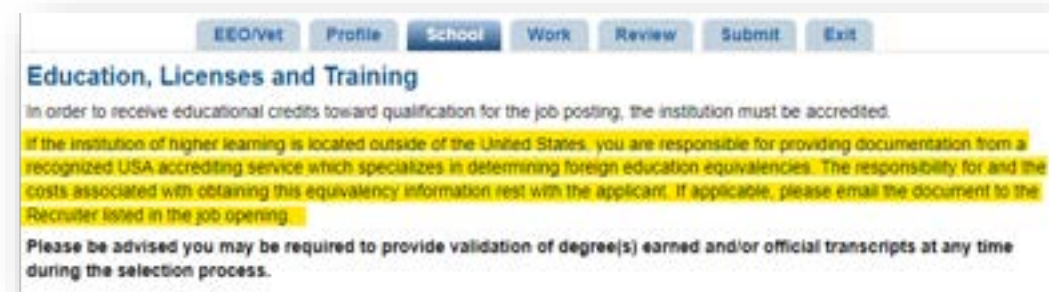 EEO/Vet Profile School Work Review Submit Exit
Education, Licenses and Training
In order to receive educational credits toward qualification for the job posting, the institution must be accredited.
If the institution of higher learning is located outside of the United States, you are responsible for providing documentation from a
recognized USA accrediting service which specializes in determining foreign education equivalencies. The responsibility for and the
costs associated with obtaining this equivalency information rest with the applicant. If applicable, please email the document to the
Recruiter listed in the job opening.
Please be advised you may be required to provide validation of degree(s) earned and/or official transcripts at any time
during the selection process.